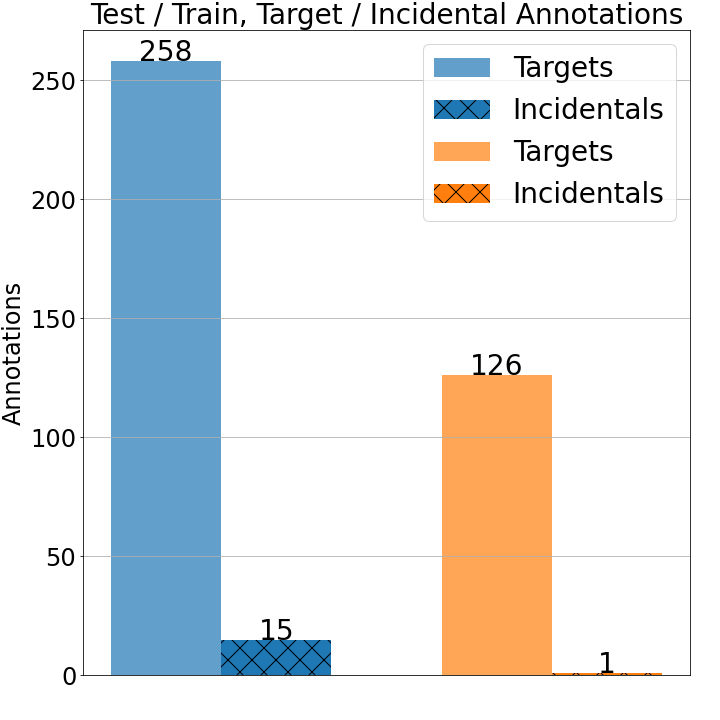 Test / Train, Target / Incidental Annotations
258
Targets
250
Incidentals
Targets
Incidentals
200
150
Annotations
126
100
50
15
1
0